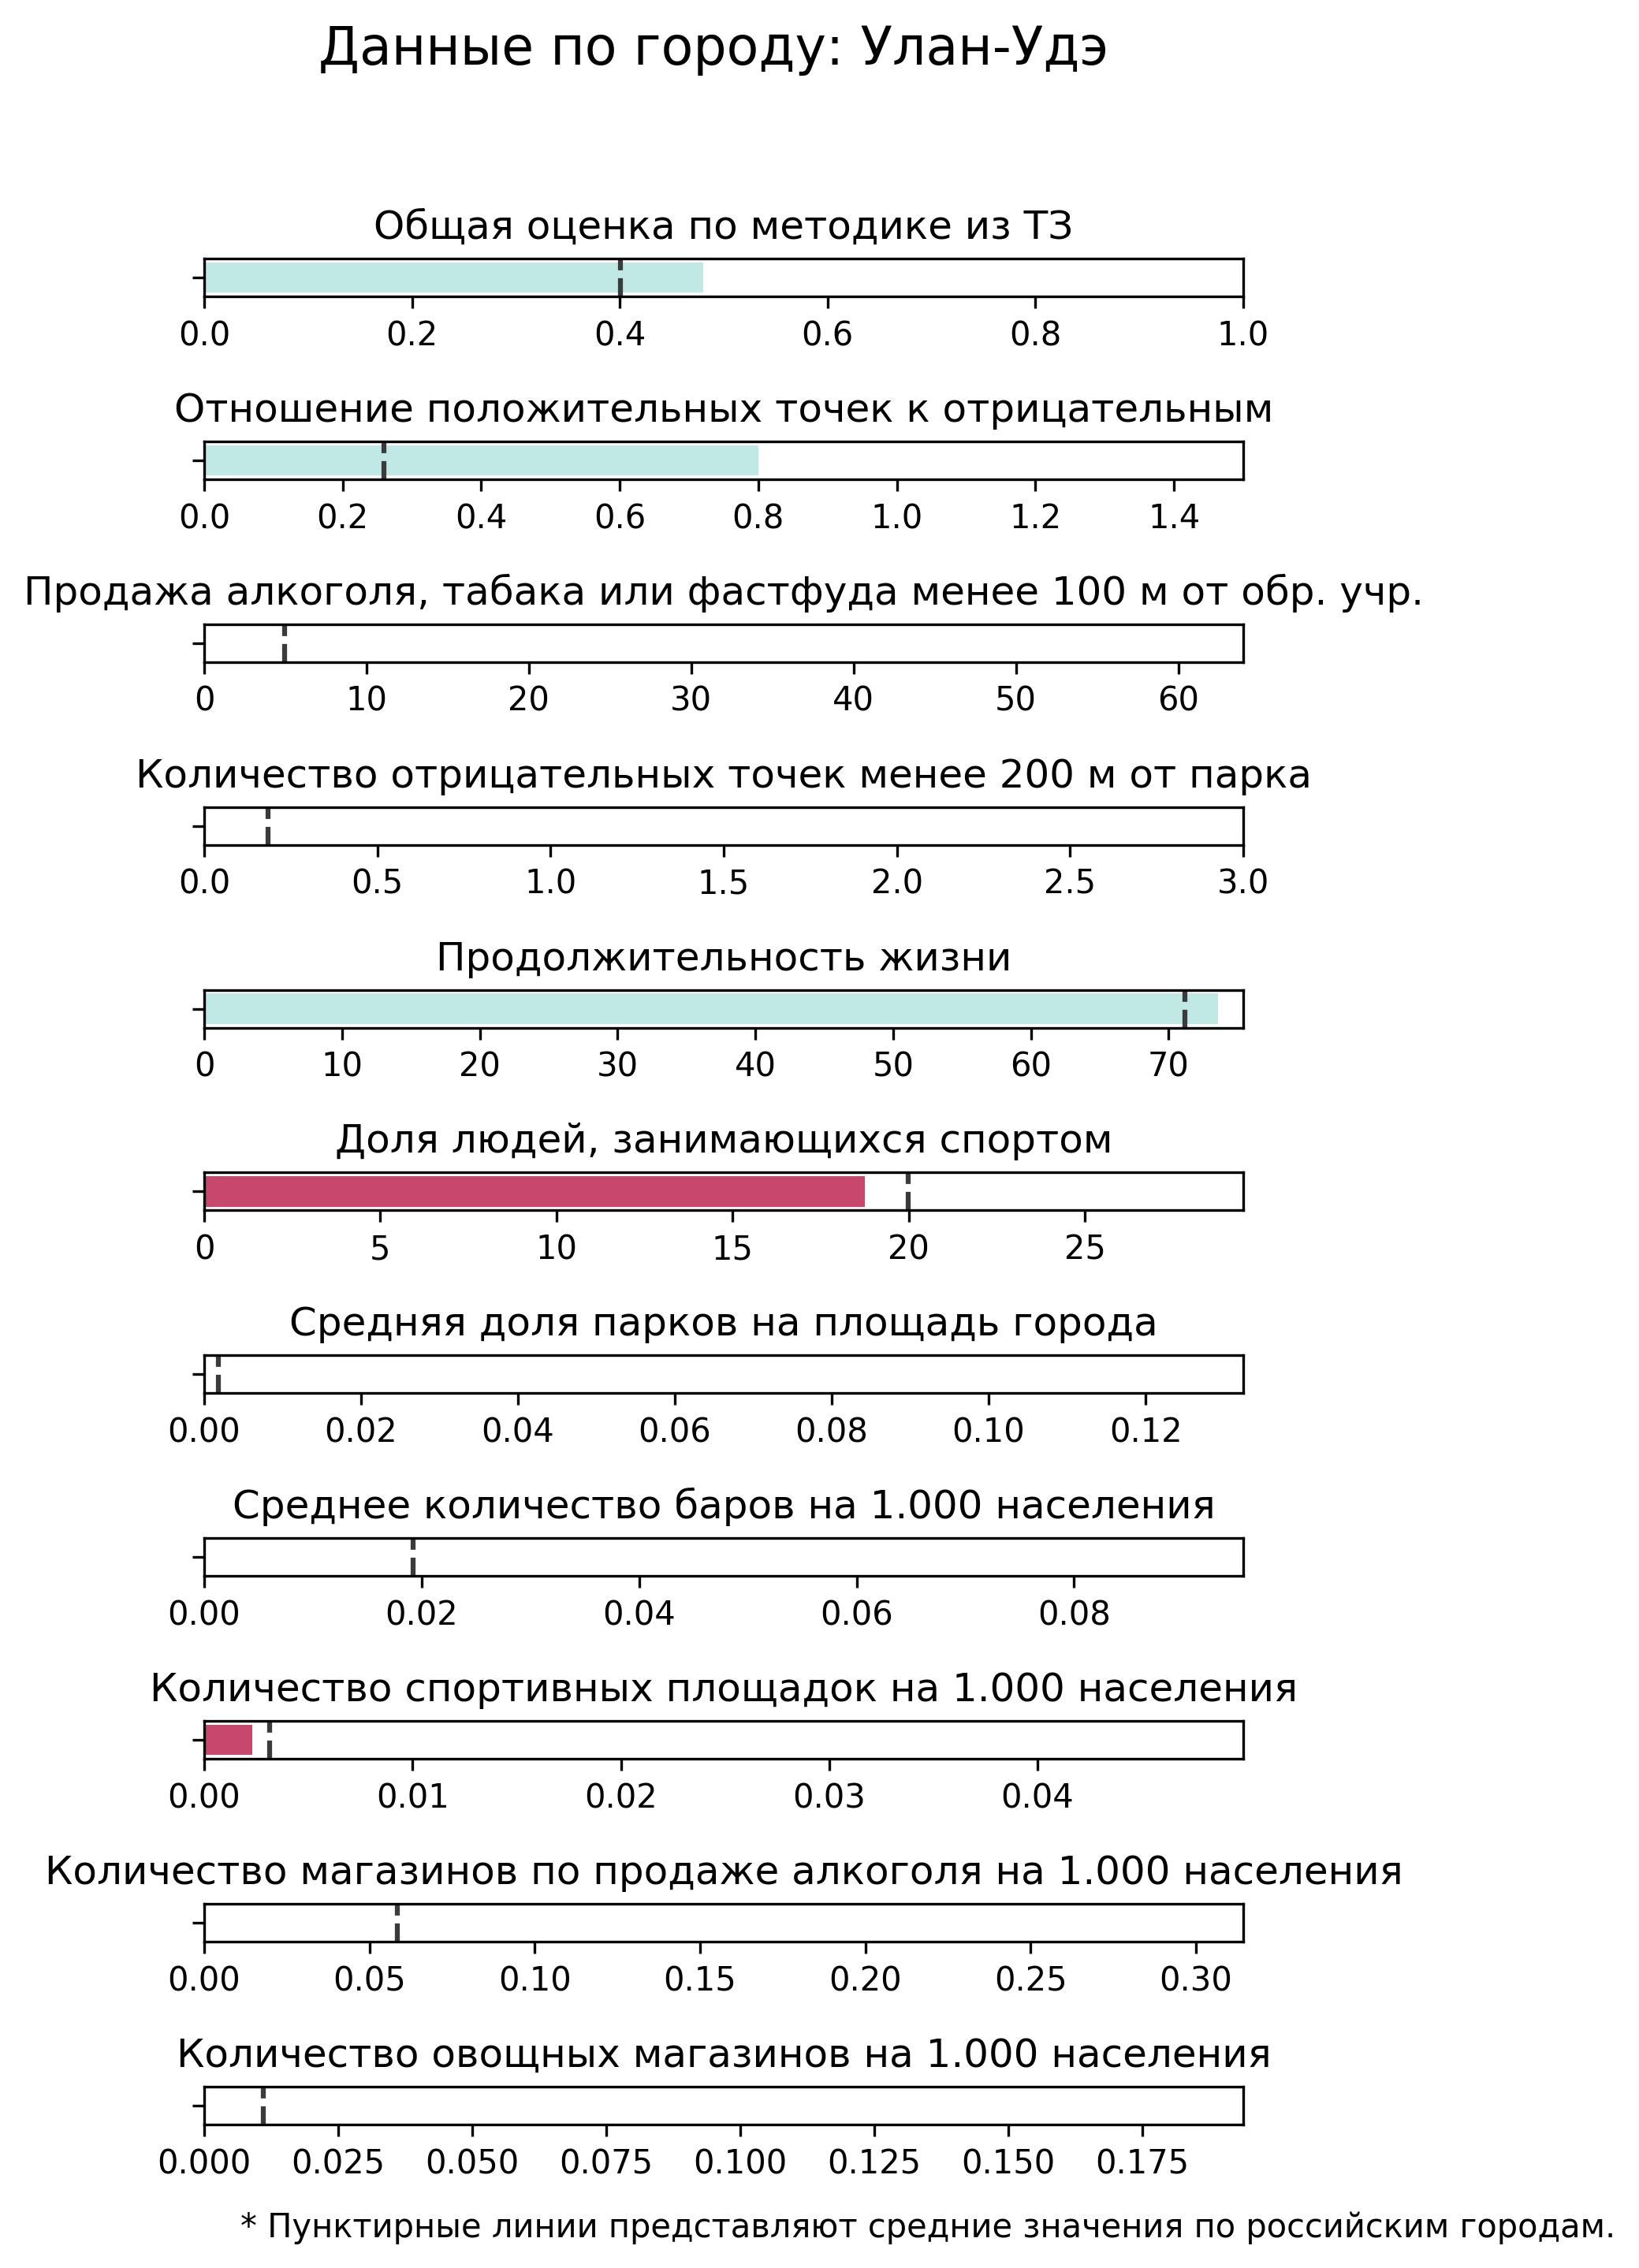 Данные по городу: Улан-Удэ
Общая оценка по методике из ТЗ
0.0 0.2 0.4 0.6 0.8 1.0
Отношение положительных точек к отрицательным
0.0 0.2 0.4 0.6 0.8 1.0 1.2 1.4
Продажа алкоголя, табака или фастфуда менее 100 м от обр. учр.
0 10 20 30 40 50 60
Количество отрицательных точек менее 200 м от парка
0.0 0.5 1.0 1.5 2.0 2.5 3.0
Продолжительность жизни
0 10 20 30 40 50 60 70
Доля людей, занимающихся спортом
0 5 10 15 20 25
Средняя доля парков на площадь города
0.00 0.02 0.04 0.06 0.08 0.10 0.12
Среднее количество баров на 1.000 населения
0.00 0.02 0.04 0.06 0.08
Количество спортивных площадок на 1.000 населения
0.00 0.01 0.02 0.03 0.04
Количество магазинов по продаже алкоголя на 1.000 населения
0.00 0.05 0.10 0.15 0.20 0.25 0.30
Количество овощных магазинов на 1.000 населения
0.000 0.025 0.050 0.075 0.100 0.125 0.150 0.175
* Пунктирные линии представляют средние значения по российским городам.